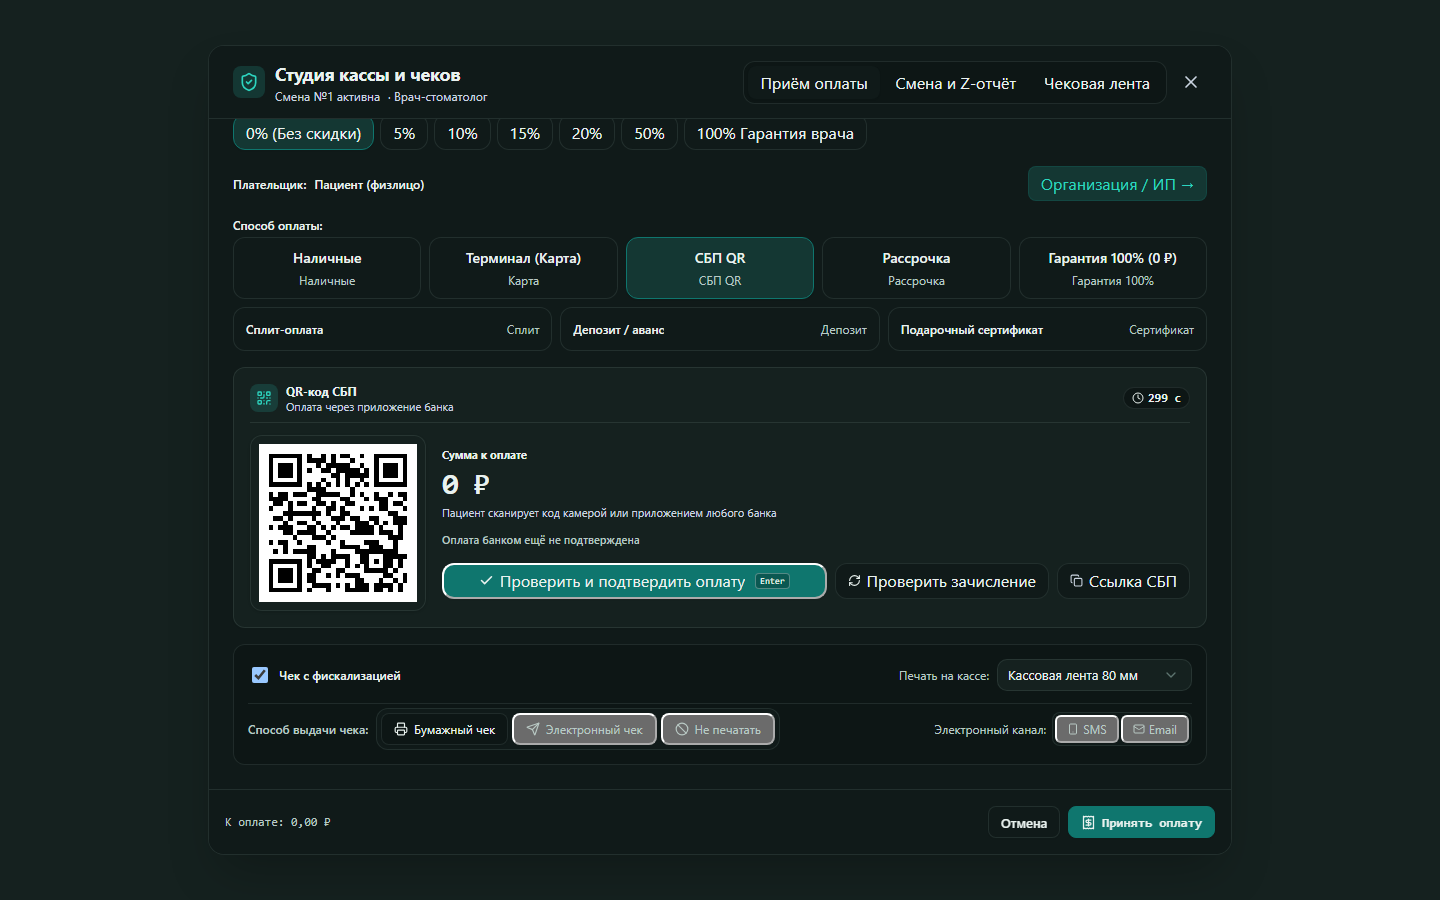 Студия кассы и чеков
Смена №1 активна · Врач-стоматолог
Приём оплаты Смена и Z-отчёт Чековая лента
0% (Без скидки) 5% 10% 15% 20% 50% 100% Гарантия врача
Плательщик: Пациент (физлицо) Организация / ИП →
Способ оплаты:
Наличные Терминал (Карта) СБП QR Рассрочка Гарантия 100% (0 ₽)
Наличные Карта СБП QR Рассрочка Гарантия 100%
Сплит-оплата Сплит Депозит / аванс Депозит Подарочный сертификат Сертификат
QR-код СБП
Оплата через приложение банка
299 с
Сумма к оплате
0 ₽
Пациент сканирует код камерой или приложением любого банка
Оплата банком ещё не подтверждена
Проверить и подтвердить оплату Enter Проверить зачисление Ссылка СБП
Чек с фискализацией Печать на кассе: Кассовая лента 80 мм
Способ выдачи чека: Бумажный чек Электронный чек Не печатать Электронный канал: SMS Email
К оплате: 0,00 ₽ Отмена Принять оплату